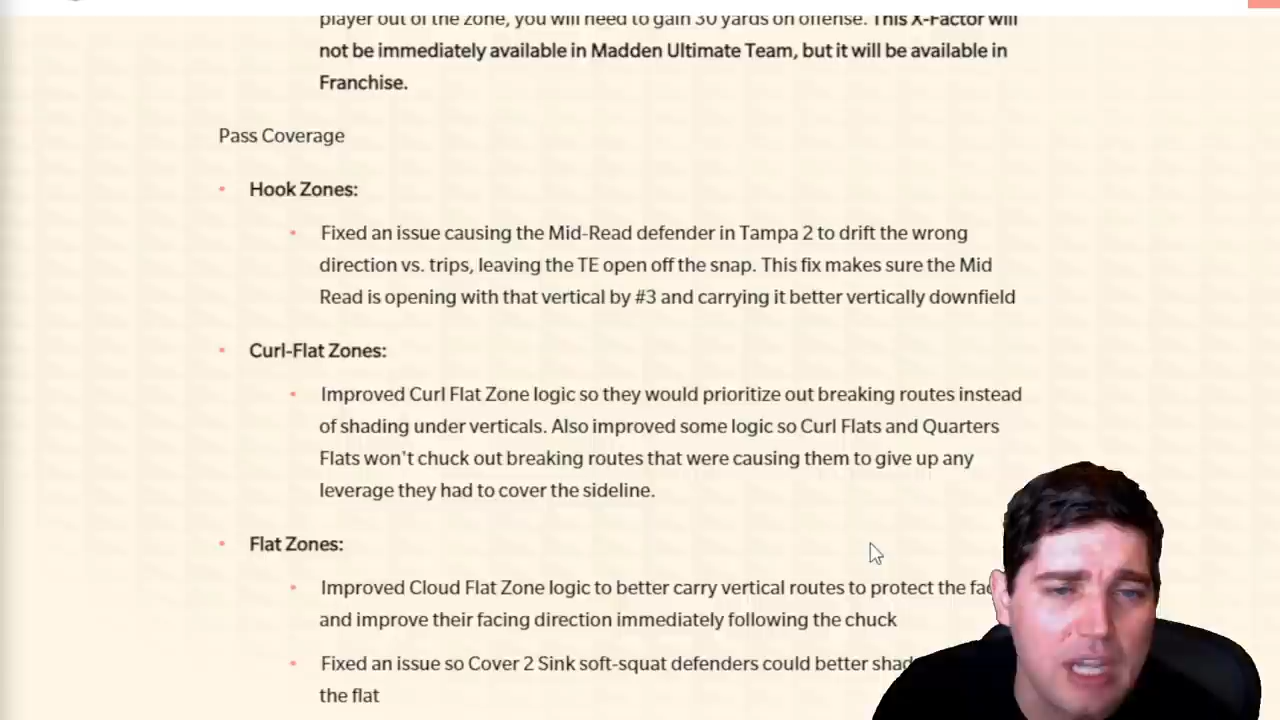 player out of the zone, you will need to gain 30 yards on offense. This X-Factor will
not be immediately available in Madden Ultimate Team, but it will be available in
Franchise.
Pass Coverage
Hook Zones:
Fixed an issue causing the Mid-Read defender in Tampa 2 to drift the wrong
direction vs. trips, leaving the TE open off the snap. This fix makes sure the Mid
Read is opening with that vertical by #3 and carrying it better vertically downfield
Curl-Flat Zones:
Improved Curl Flat Zone logic so they would prioritize out breaking routes instead
of shading under verticals. Also improved some logic so Curl Flats and Quarters
Flats won't chuck out breaking routes that were causing them to give up any
leverage they had to cover the sideline.
Flat Zones:
Improved Cloud Flat Zone logic to better carry vertical routes to protect the
and improve their facing direction immediately following the chuck
Fixed an issue so Cover 2 Sink soft-squat defenders could better
the flat